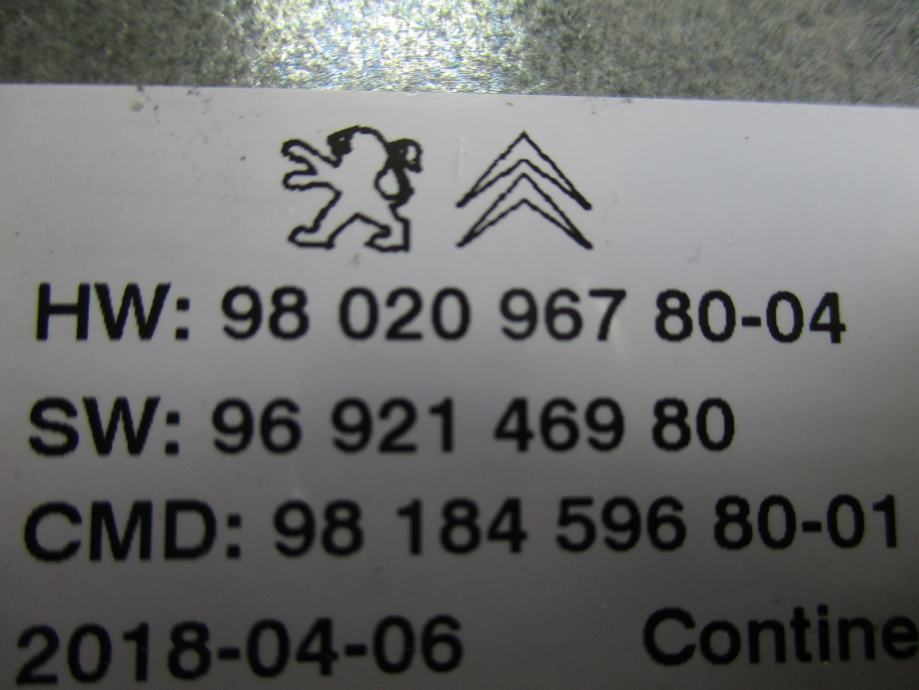 HW: 98 020 967 80-04
SW: 96 921 469 80
CMD: 98 184 596 80-01
2018-04-06 Contine